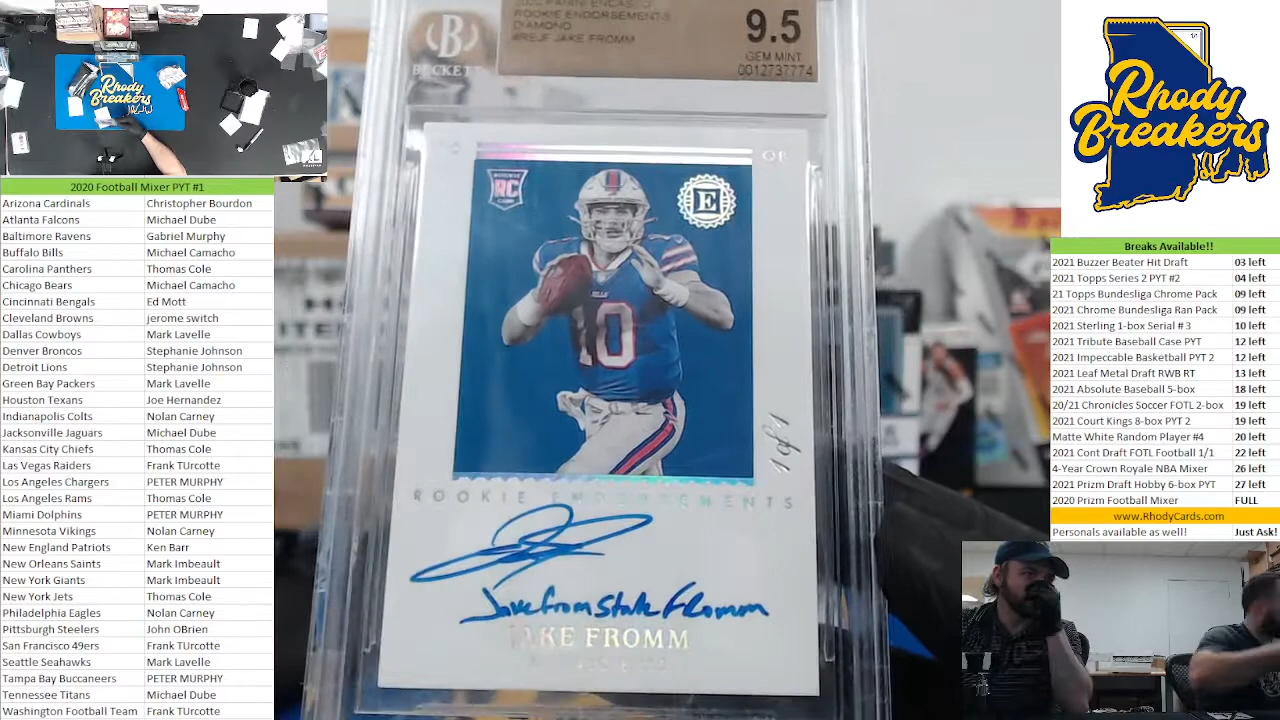 Rhody
Breakers
2020 Football Mixer PYT #1
Arizona Cardinals Christopher Bourdon
Atlanta Falcons Michael Dube
Baltimore Ravens Gabriel Murphy
Buffalo Bills Michael Camacho
Carolina Panthers Thomas Cole
Chicago Bears Michael Camacho
Cincinnati Bengals Ed Mott
Cleveland Browns jerome switch
Dallas Cowboys Mark Lavelle
Denver Broncos Stephanie Johnson
Detroit Lions Stephanie Johnson
Green Bay Packers Mark Lavelle
Houston Texans Joe Hernandez
Indianapolis Colts Nolan Carney
Jacksonville Jaguars Michael Dube
Kansas City Chiefs Thomas Cole
Las Vegas Raiders Frank TUrcotte
Los Angeles Chargers PETER MURPHY
Los Angeles Rams Thomas Cole
Miami Dolphins PETER MURPHY
Minnesota Vikings Nolan Carney
New England Patriots Ken Barr
New Orleans Saints Mark Imbeault
New York Giants Mark Imbeault
New York Jets Thomas Cole
Philadelphia Eagles Nolan Carney
Pittsburgh Steelers John OBrien
San Francisco 49ers Frank TUrcotte
Seattle Seahawks Mark Lavelle
Tampa Bay Buccaneers PETER MURPHY
Tennessee Titans Michael Dube
Washington Football Team Frank TUrcotte
B
BECKETT
ROOKIE ENDORSEMENTS
DIAMOND
#REJF JAKE FROMM
9.5
GEM MINT
0012737774
RC
E
BILLS
10
1 of 1
ROOKIE ENDORSEMENTS
Jake from State Fromm
JAKE FROMM
Rhody
Breakers
Breaks Available!!
2021 Buzzer Beater Hit Draft 03 left
2021 Topps Series 2 PYT #2 04 left
21 Topps Bundesliga Chrome Pack 09 left
2021 Chrome Bundesliga Ran Pack 09 left
2021 Sterling 1-box Serial # 3 10 left
2021 Tribute Baseball Case PYT 12 left
2021 Impeccable Basketball PYT 2 12 left
2021 Leaf Metal Draft RWB RT 13 left
2021 Absolute Baseball 5-box 18 left
20/21 Chronicles Soccer FOTL 2-box 19 left
2021 Court Kings 8-box PYT 2 19 left
Matte White Random Player #4 20 left
2021 Cont Draft FOTL Football 1/1 22 left
4-Year Crown Royale NBA Mixer 26 left
2021 Prizm Draft Hobby 6-box PYT 27 left
2020 Prizm Football Mixer FULL
www.RhodyCards.com
Personals available as well! Just Ask!